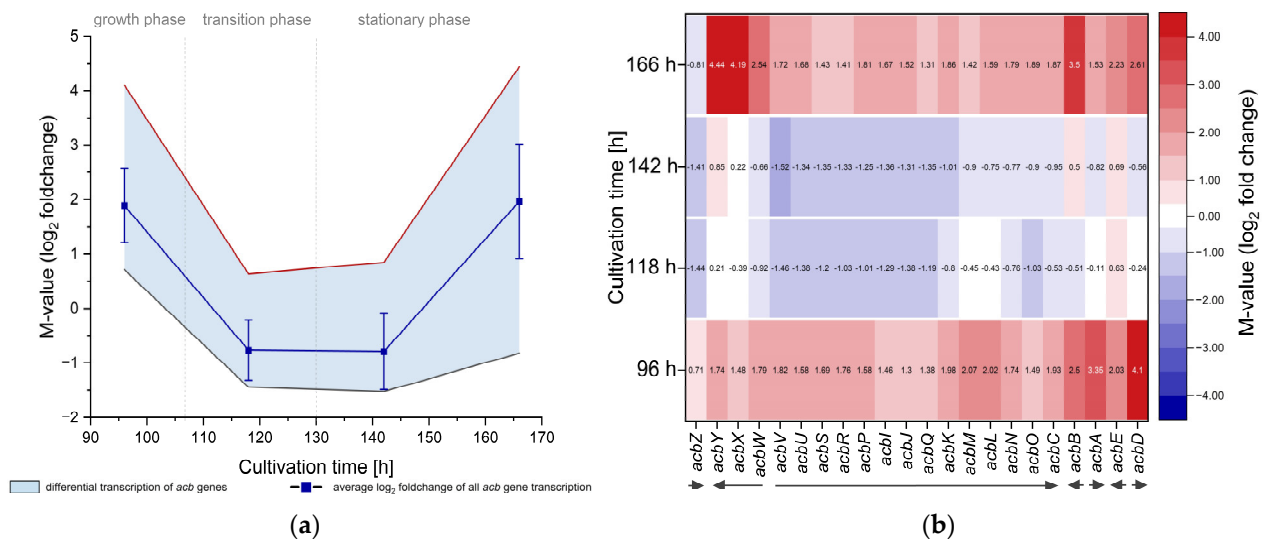 growth phase transition phase stationary phase
5
4
3
2
1
0
−1
−2
M-value (log2 foldchange)
90 100 110 120 130 140 150 160 170
Cultivation time [h]
differential transcription of acb genes
average log2 foldchange of all acb gene transcription
(a)
Cultivation time [h]
166 h
-0.81 4.44 4.19 2.54 1.72 1.68 1.43 1.41 1.81 1.67 1.52 1.31 1.86 1.42 1.59 1.79 1.89 1.87 3.5 1.53 2.23 2.61
142 h
-1.41 0.85 0.22 -0.66 -1.52 -1.34 -1.35 -1.33 -1.25 -1.36 -1.31 -1.35 -1.01 -0.9 -0.75 -0.77 -0.9 -0.95 0.5 -0.82 0.69 -0.56
118 h
-1.44 0.21 -0.39 -0.92 -1.46 -1.38 -1.2 -1.03 -1.01 -1.29 -1.38 -1.19 -0.6 -0.45 -0.43 -0.76 -1.03 -0.53 -0.51 -0.11 0.63 -0.24
96 h
0.71 1.74 1.48 1.79 1.82 1.58 1.69 1.76 1.58 1.46 1.3 1.38 1.98 2.07 2.02 1.74 1.49 1.93 2.5 3.35 2.03 4.1
acbZ acbY acbX acbW acbV acbU acbS acbR acbP acbI acbJ acbQ acbK acbM acbL acbN acbO acbC acbB acbA acbE acbD
4.00
3.00
2.00
1.00
0.00
-1.00
-2.00
-3.00
-4.00
M-value (log2 fold change)
(b)